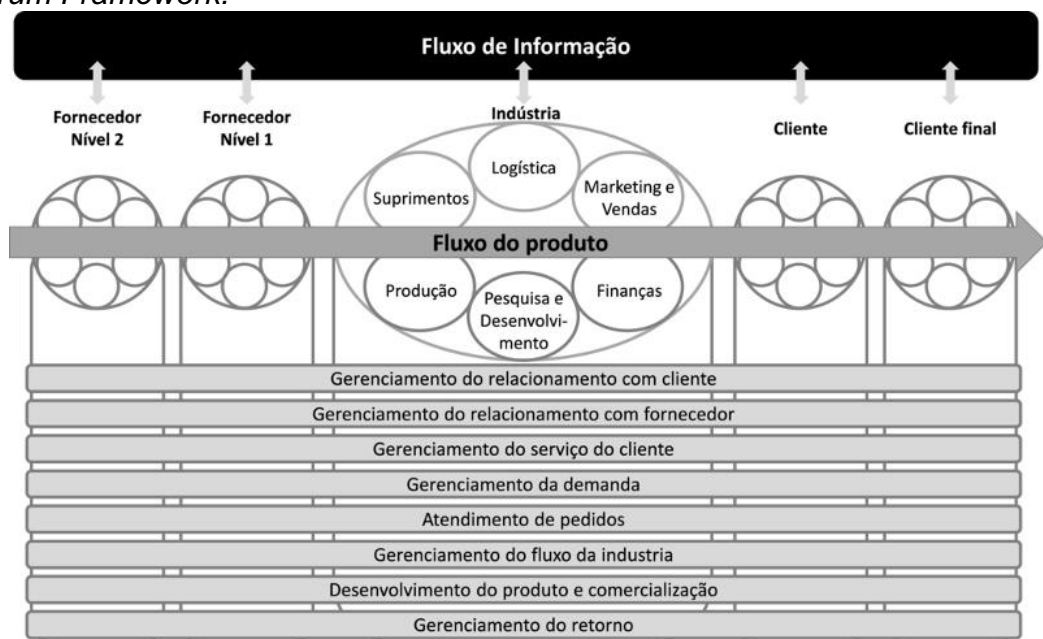 Framework.
Fluxo de Informação
Fornecedor
Nível 2
Fornecedor
Nível 1
Indústria
Cliente
Cliente final
Logística
Suprimentos
Marketing e
Vendas
Fluxo do produto
Produção
Pesquisa e
Desenvolvi-
mento
Finanças
Gerenciamento do relacionamento com cliente
Gerenciamento do relacionamento com fornecedor
Gerenciamento do serviço do cliente
Gerenciamento da demanda
Atendimento de pedidos
Gerenciamento do fluxo da industria
Desenvolvimento do produto e comercialização
Gerenciamento do retorno